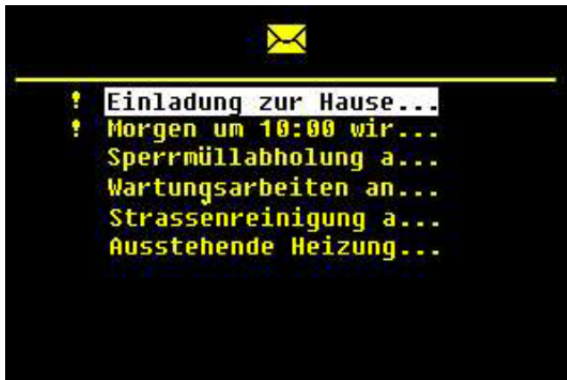 ! Einladung zur Hause...
! Morgen um 10:00 wir...
Sperrmüllabholung a...
Wartungsarbeiten an...
Strassenreinigung a...
Ausstehende Heizung...